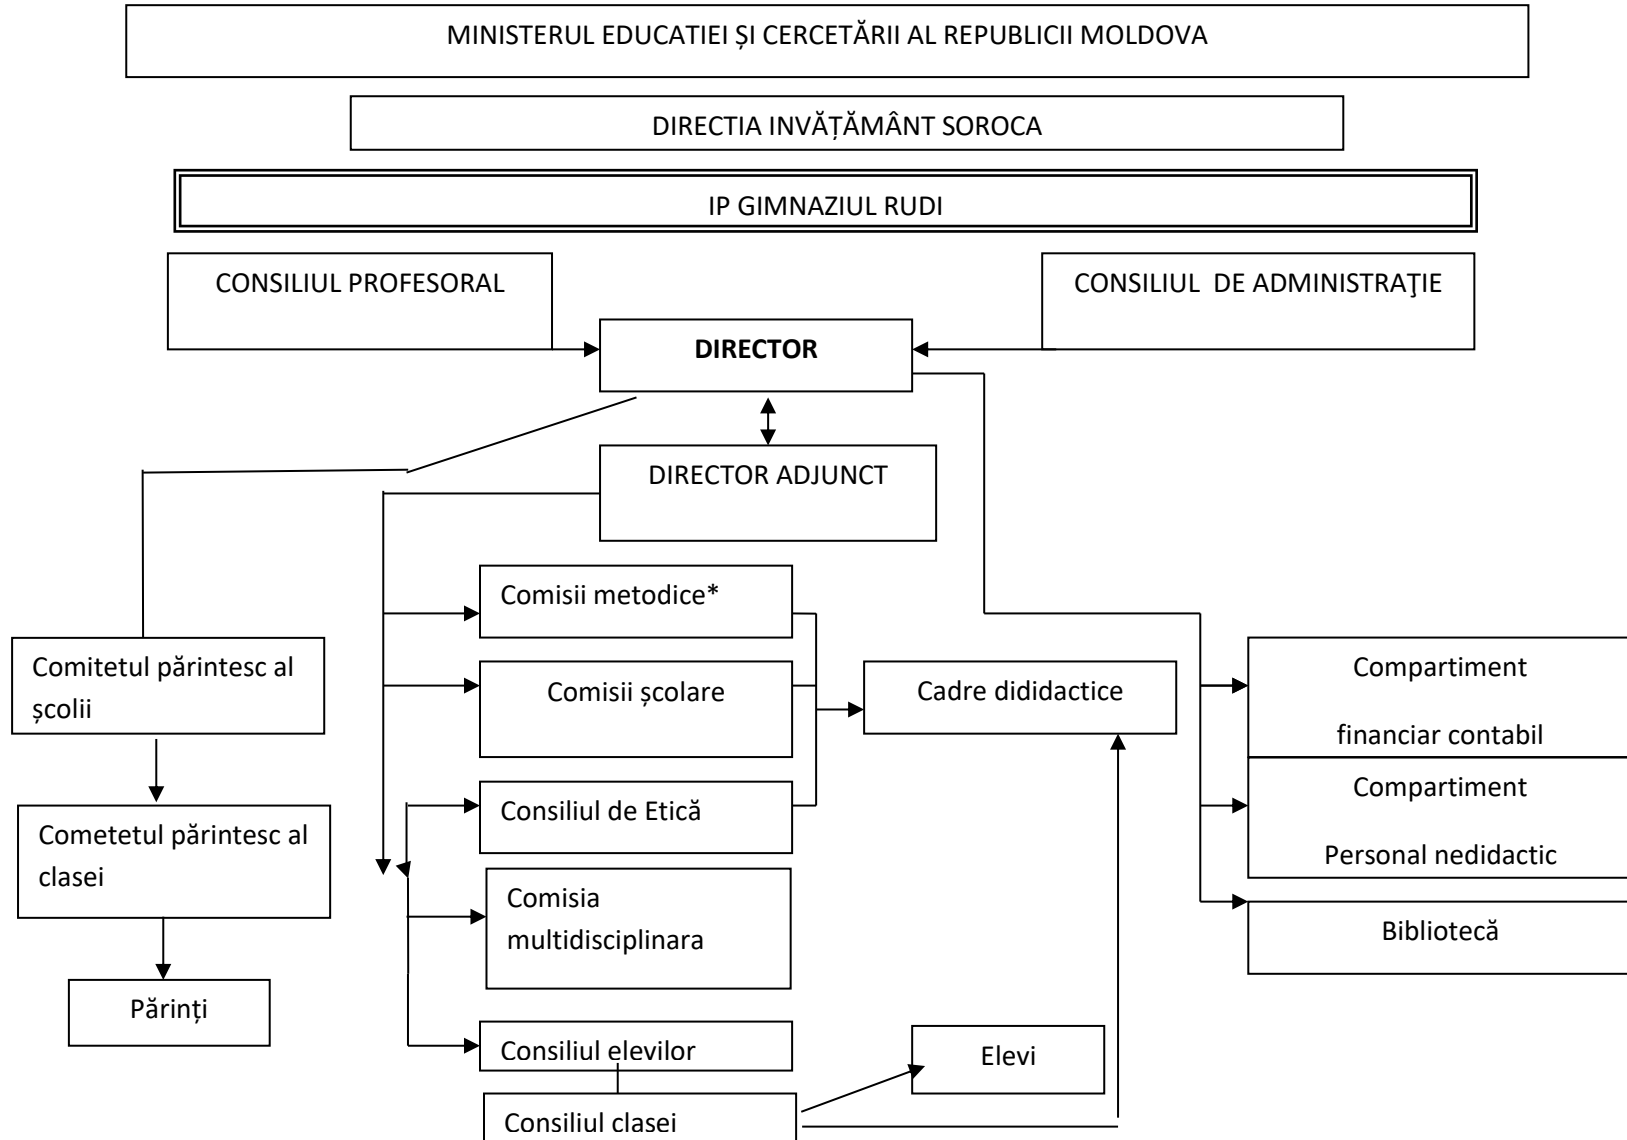 MINISTERUL EDUCATIEI ȘI CERCETĂRII AL REPUBLICII MOLDOVA
DIRECTIA INVĂȚĂMÂNT SOROCA
IP GIMNAZIUL RUDI
CONSILIUL PROFESORAL
CONSILIUL DE ADMINISTRAŢIE
DIRECTOR
DIRECTOR ADJUNCT
Comisii metodice*
Comitetul părintesc al
școlii
Comisii școlare
Cadre dididactice
Compartiment
financiar contabil
Cometetul părintesc al
clasei
Consiliul de Etică
Compartiment
Personal nedidactic
Comisia
multidisciplinara
Bibliotecă
Părinți
Consiliul elevilor
Elevi
Consiliul clasei